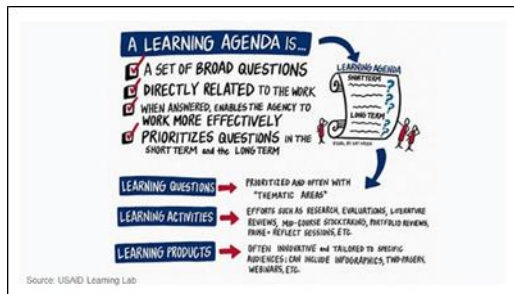 A LEARNING AGENDA IS...
A SET OF BROAD QUESTIONS
DIRECTLY RELATED TO THE WORK
WHEN ANSWERED, ENABLES THE AGENCY TO
WORK MORE EFFECTIVELY
PRIORITIZES QUESTIONS IN THE
SHORT TERM and the LONG TERM
LEARNING AGENDA
SHORT TERM
?
?
LONG TERM
?
?
LEARNING QUESTIONS
PRIORITIZED AND OFTEN WITH
"THEMATIC AREAS"
LEARNING ACTIVITIES
EFFORTS SUCH AS RESEARCH, EVALUATIONS, LITERATURE
REVIEWS, MID-COURSE STOCKTAKING, PORTFOLIO REVIEWS,
PAUSE + REFLECT SESSIONS, ETC.
LEARNING PRODUCTS
OFTEN INNOVATIVE and TAILORED TO SPECIFIC
AUDIENCES; CAN INCLUDE INFOGRAPHICS, TWO-PAGERS,
WEBINARS, ETC.
Source: USAID Learning Lab